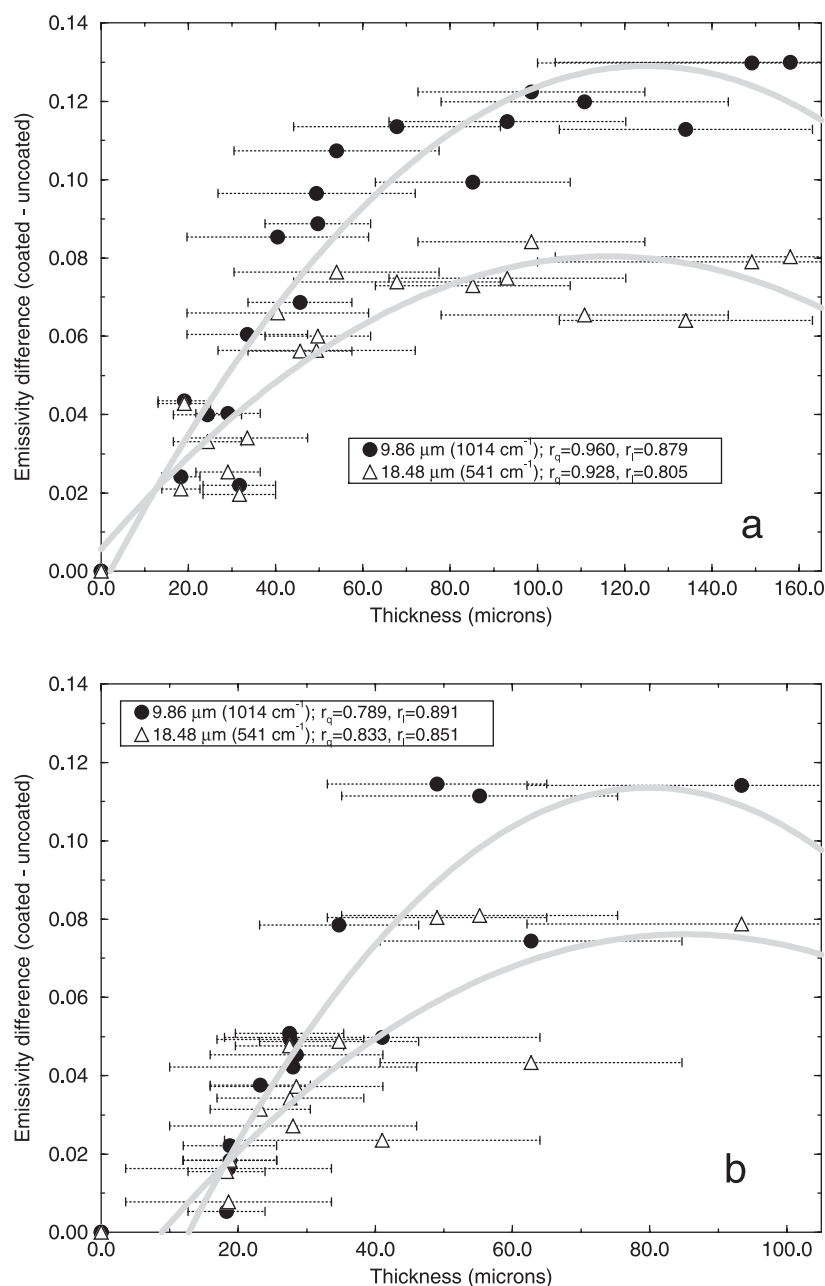 0.14
0.12
0.10
0.08
0.06
0.04
0.02
0.00
Emissivity difference (coated - uncoated)
9.86 µm (1014 cm⁻¹); r_q=0.960, r_l=0.879
18.48 µm (541 cm⁻¹); r_q=0.928, r_l=0.805
a
0.0 20.0 40.0 60.0 80.0 100.0 120.0 140.0 160.0
Thickness (microns)
0.14
0.12
0.10
0.08
0.06
0.04
0.02
0.00
Emissivity difference (coated - uncoated)
9.86 µm (1014 cm⁻¹); r_q=0.789, r_l=0.891
18.48 µm (541 cm⁻¹); r_q=0.833, r_l=0.851
b
0.0 20.0 40.0 60.0 80.0 100.0
Thickness (microns)